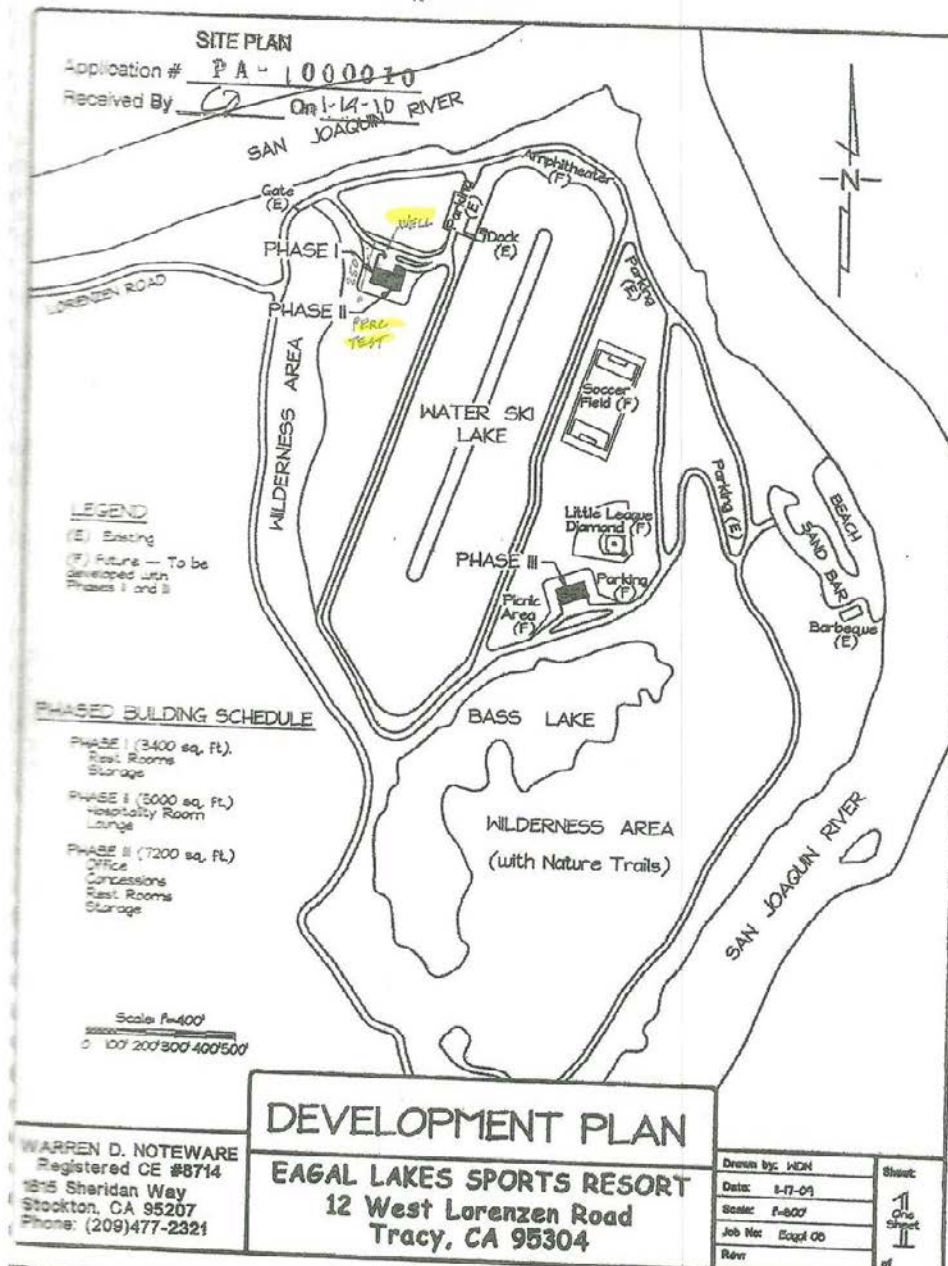 SITE PLAN
Application # PA-1000010
Received By On 1-14-10
SAN JOAQUIN RIVER
Gate
(E)
Parking
(E)
Amphitheater
(F)
WELL
Dock
(E)
PHASE I
Parking
(E)
LORENZEN ROAD
PHASE II
PERC
TEST
N
WILDERNESS AREA
WATER SKI
LAKE
Soccer
Field (F)
LEGEND
(E) Existing
(F) Future — To be
developed with
Phases I and II
Little League
Diamond (F)
Parking (E)
BEACH
SAND BAR
PHASE III
Parking
(F)
Picnic
Area
(F)
Barbeque
(E)
PHASED BUILDING SCHEDULE
PHASE I (3400 sq. ft.)
Rest Rooms
Storage
PHASE II (5000 sq. ft.)
Hospitality Room
Lounge
PHASE III (7200 sq. ft.)
Office
Concessions
Rest Rooms
Storage
BASS LAKE
WILDERNESS AREA
(with Nature Trails)
SAN JOAQUIN RIVER
Scale: 1"=400'
0 100' 200' 300' 400' 500'
DEVELOPMENT PLAN
EAGAL LAKES SPORTS RESORT
12 West Lorenzen Road
Tracy, CA 95304
WARREN D. NOTEWARE
Registered CE #8714
Sheridan Way
Stockton, CA 95207
Phone: (209)477-2321
Drawn by: WDN
Date: -17-09
Scale:
Job No: Eagal
Rev:
Sheet:
1
One
Sheet
of